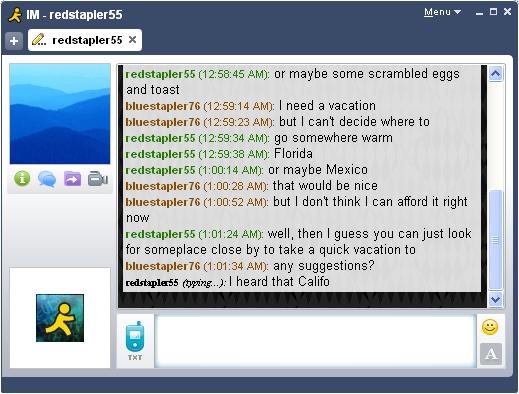 IM - redstapler55
Menu
redstapler55
redstapler55 (12:58:45 AM): or maybe some scrambled eggs
and toast
bluestapler76 (12:59:14 AM): I need a vacation
bluestapler76 (12:59:23 AM): but I can't decide where to
redstapler55 (12:59:34 AM): go somewhere warm
redstapler55 (12:59:38 AM): Florida
redstapler55 (1:00:14 AM): or maybe Mexico
bluestapler76 (1:00:28 AM): that would be nice
bluestapler76 (1:00:52 AM): but I don't think I can afford it right
now
redstapler55 (1:01:24 AM): well, then I guess you can just look
for someplace close by to take a quick vacation to
bluestapler76 (1:01:34 AM): any suggestions?
redstapler55 (typing...): I heard that Califo
TXT
A